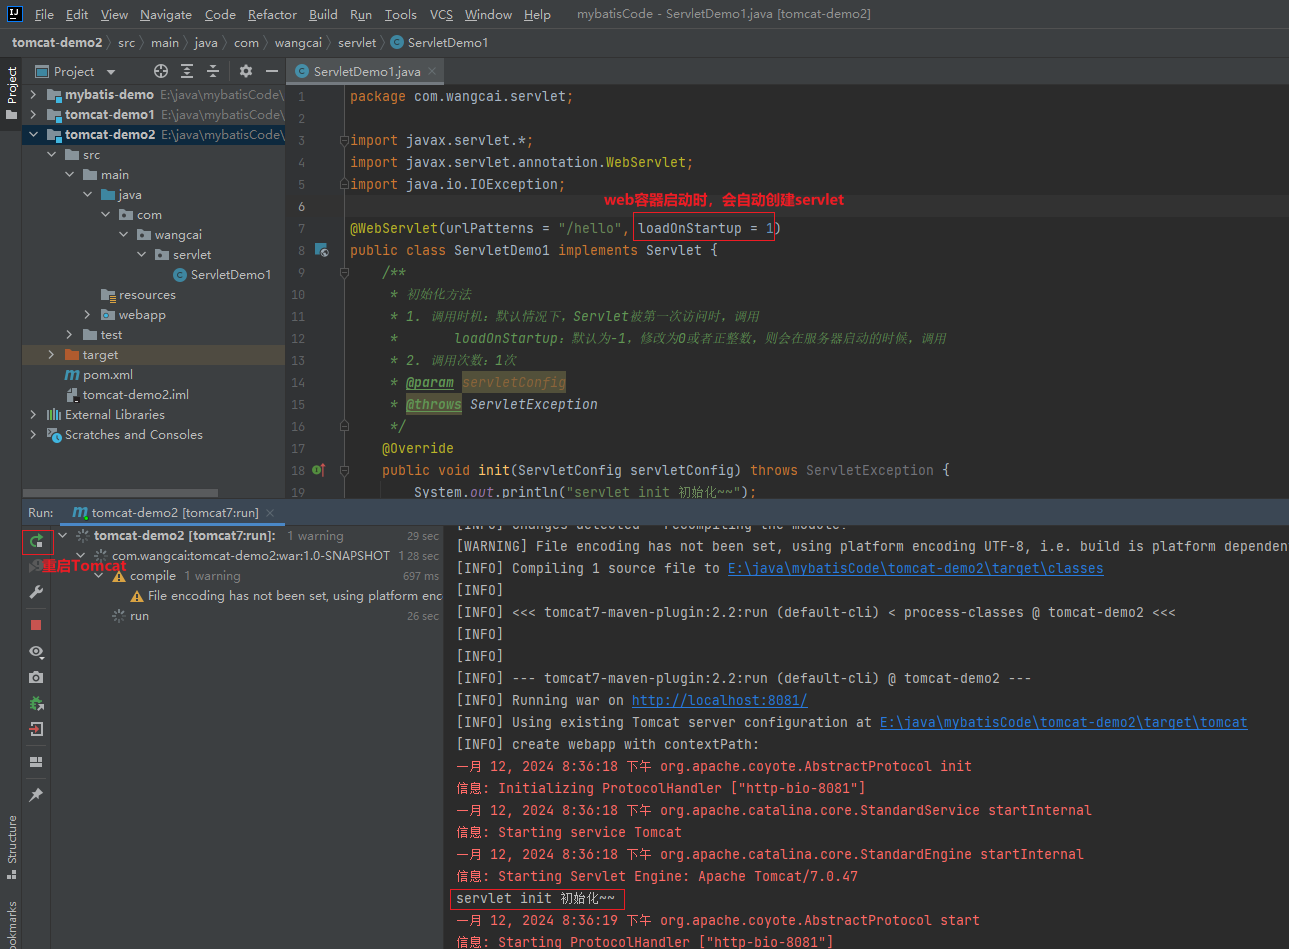 File Edit View Navigate Code Refactor Build Run Tools VCS Window Help mybatisCode - ServletDemo1.java [tomcat-demo2]
tomcat-demo2 src main java com wangcai servlet ServletDemo1
Project
Project
ServletDemo1.java
mybatis-demo E:\java\mybatisCode\
tomcat-demo1 E:\java\mybatisCode\
tomcat-demo2 E:\java\mybatisCode\
src
main
java
com
wangcai
servlet
ServletDemo1
resources
webapp
test
target
pom.xml
tomcat-demo2.iml
External Libraries
Scratches and Consoles
1 package com.wangcai.servlet;
2
3 import javax.servlet.*;
4 import javax.servlet.annotation.WebServlet;
5 import java.io.IOException;
web容器启动时，会自动创建servlet
6
7 @WebServlet(urlPatterns = "/hello", loadOnStartup = 1)
8 public class ServletDemo1 implements Servlet {
9 /**
10 * 初始化方法
11 * 1. 调用时机：默认情况下，Servlet被第一次访问时，调用
12 * loadOnStartup：默认为-1，修改为0或者正整数，则会在服务器启动的时候，调用
13 * 2. 调用次数：1次
14 * @param servletConfig
15 * @throws ServletException
16 */
17 @Override
18 public void init(ServletConfig servletConfig) throws ServletException {
19 System.out.println("servlet init 初始化~~");
Run: tomcat-demo2 [tomcat7:run]
tomcat-demo2 [tomcat7:run]: 1 warning 29 sec
com.wangcai:tomcat-demo2:war:1.0-SNAPSHOT 1 28 sec
重启Tomcat
compile 1 warning 697 ms
File encoding has not been set, using platform enc
run 26 sec
[INFO] Changes detected - recompiling the module!
[WARNING] File encoding has not been set, using platform encoding UTF-8, i.e. build is platform dependen
[INFO] Compiling 1 source file to E:\java\mybatisCode\tomcat-demo2\target\classes
[INFO]
[INFO] <<< tomcat7-maven-plugin:2.2:run (default-cli) < process-classes @ tomcat-demo2 <<<
[INFO]
[INFO]
[INFO] --- tomcat7-maven-plugin:2.2:run (default-cli) @ tomcat-demo2 ---
[INFO] Running war on http://localhost:8081/
[INFO] Using existing Tomcat server configuration at E:\java\mybatisCode\tomcat-demo2\target\tomcat
[INFO] create webapp with contextPath:
一月 12, 2024 8:36:18 下午 org.apache.coyote.AbstractProtocol init
信息: Initializing ProtocolHandler ["http-bio-8081"]
一月 12, 2024 8:36:18 下午 org.apache.catalina.core.StandardService startInternal
信息: Starting service Tomcat
一月 12, 2024 8:36:18 下午 org.apache.catalina.core.StandardEngine startInternal
信息: Starting Servlet Engine: Apache Tomcat/7.0.47
servlet init 初始化~~
一月 12, 2024 8:36:19 下午 org.apache.coyote.AbstractProtocol start
信息: Starting ProtocolHandler ["http-bio-8081"]
Structure
ookmarks